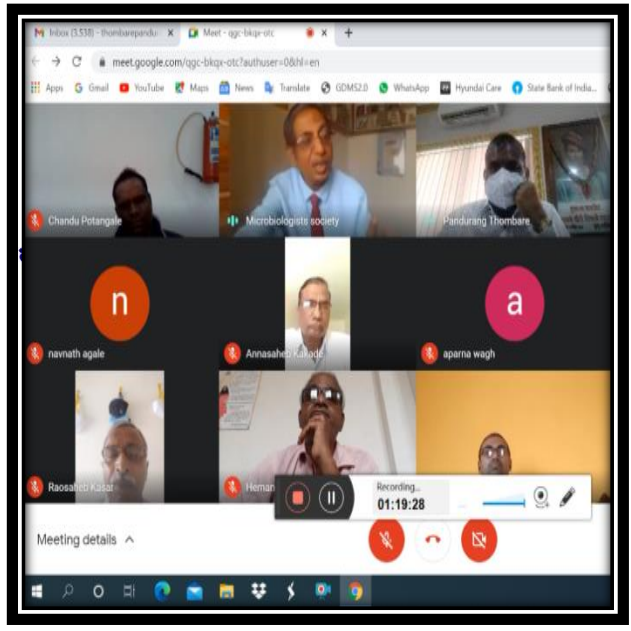 Inbox (3,538) - thombarepandu X
Meet - qgc-bkqx-otc X +
meet.google.com/qgc-bkqx-otc?authuser=0&hl=en
Apps G Gmail YouTube Maps News Translate GDMS2.0 WhatsApp Hyundai Care State Bank of India...
Chandu Potangale
Microbiologists society
Pandurang Thombare
n
a
navnath agale
Annasaheb Kakade
aparna wagh
Raosaheb Kasar
Heman
Recording...
01:19:28
Meeting details